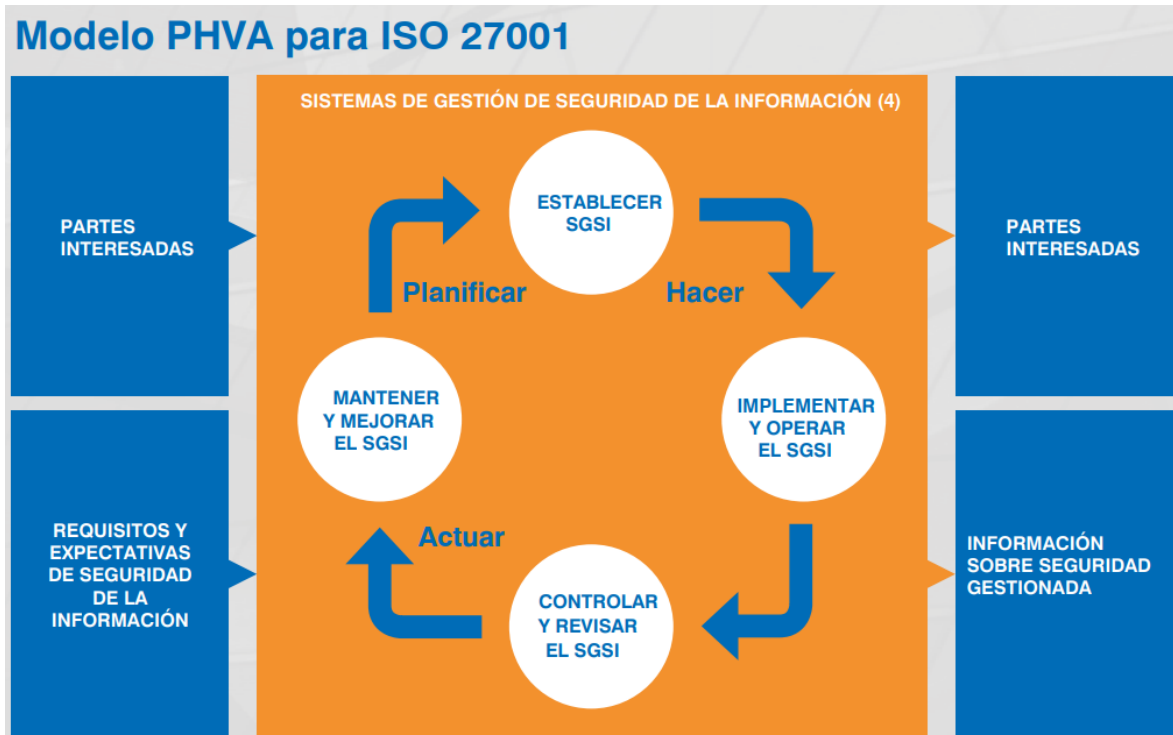 Modelo PHVA para ISO 27001
SISTEMAS DE GESTIÓN DE SEGURIDAD DE LA INFORMACIÓN (4)
PARTES
INTERESADAS
ESTABLECER
SGSI
PARTES
INTERESADAS
Planificar
Hacer
MANTENER
Y MEJORAR
EL SGSI
IMPLEMENTAR
Y OPERAR
EL SGSI
REQUISITOS Y
EXPECTATIVAS
DE SEGURIDAD
DE LA
INFORMACIÓN
Actuar
CONTROLAR
Y REVISAR
EL SGSI
INFORMACIÓN
SOBRE SEGURIDAD
GESTIONADA